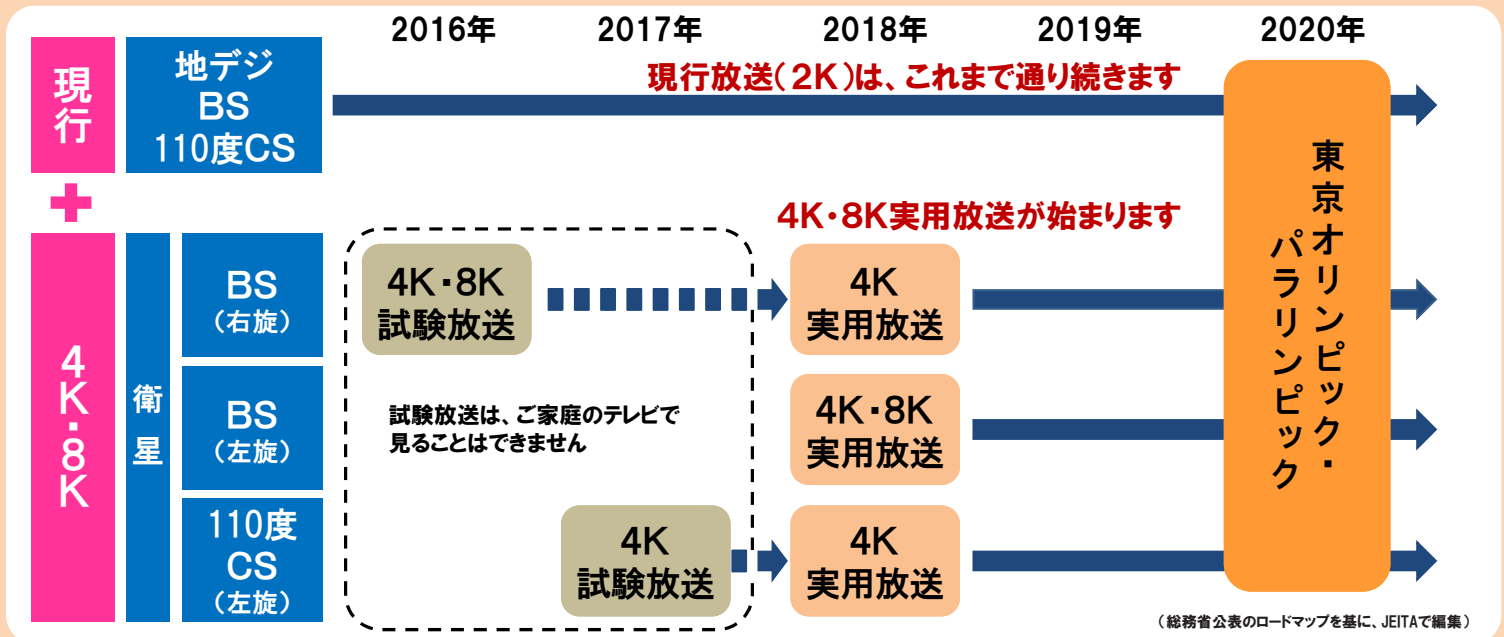 2016年
2017年
2018年
2019年
2020年
現行
地デジ
BS
110度CS
現行放送(2K)は、これまで通り続きます
+
4K・8K実用放送が始まります
4K・8K
衛星
BS
(右旋)
4K・8K
試験放送
4K
実用放送
BS
(左旋)
試験放送は、ご家庭のテレビで
見ることはできません
4K・8K
実用放送
110度
CS
(左旋)
4K
試験放送
4K
実用放送
東京オリンピック・
パラリンピック
(総務省公表のロードマップを基に、JEITAで編集)